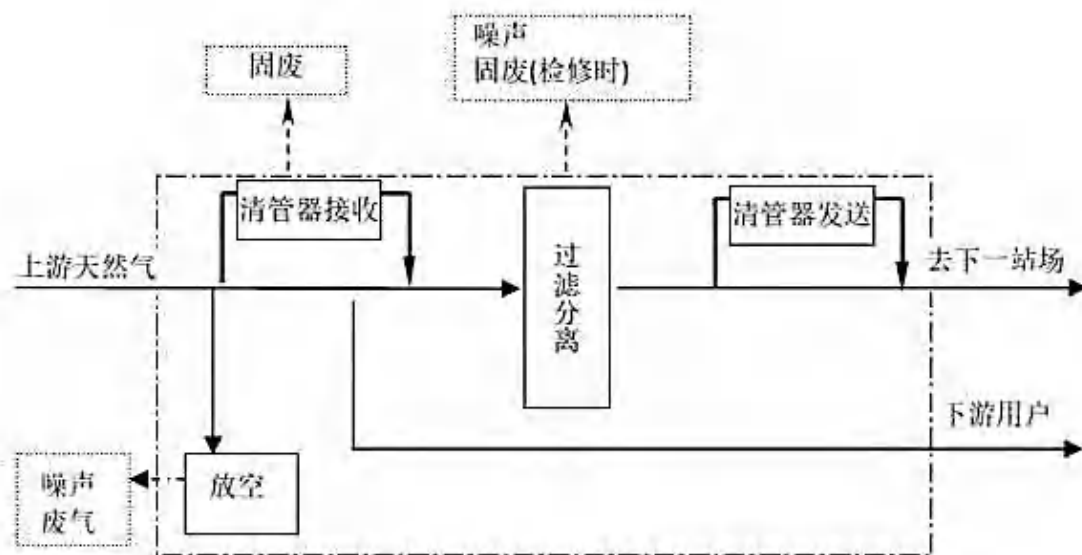 噪声
固废(检修时)
固废
清管器接收
清管器发送
上游天然气
过滤分离
去下一站场
下游用户
放空
噪声
废气